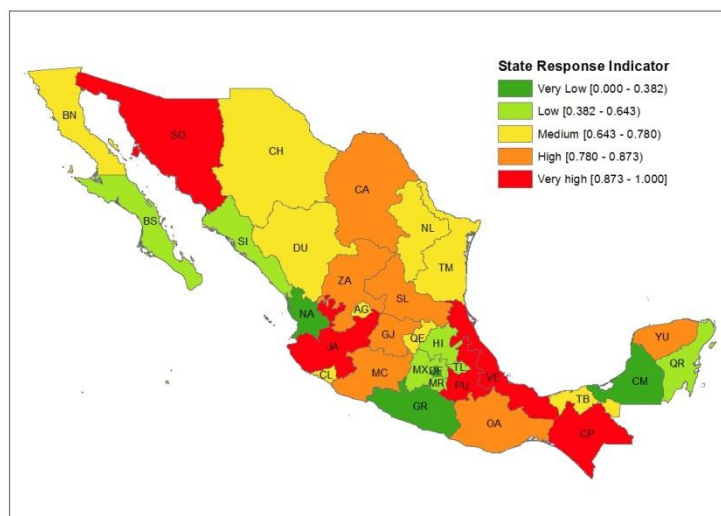 State Response Indicator
Very Low [0.000 - 0.382)
Low [0.382 - 0.643)
Medium [0.643 - 0.780)
High [0.780 - 0.873)
Very high [0.873 - 1.000]
BN
SO
CH
CA
BS
SI
DU
NL
TM
ZA
SL
NA
AG
JA
GJ
QE
HI
CL
MC
MX
DF
TL
MR
PU
VE
GR
OA
YU
QR
CM
TB
CP